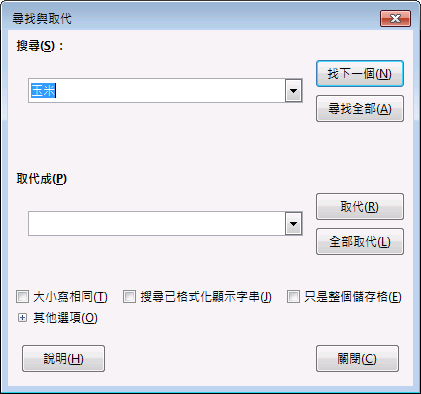 尋找與取代
搜尋(S)：
玉米
找下一個(N)
尋找全部(A)
取代成(P)
取代(R)
全部取代(L)
大小寫相同(T) 搜尋已格式化顯示字串(J) 只是整個儲存格(E)
其他選項(O)
說明(H) 關閉(C)